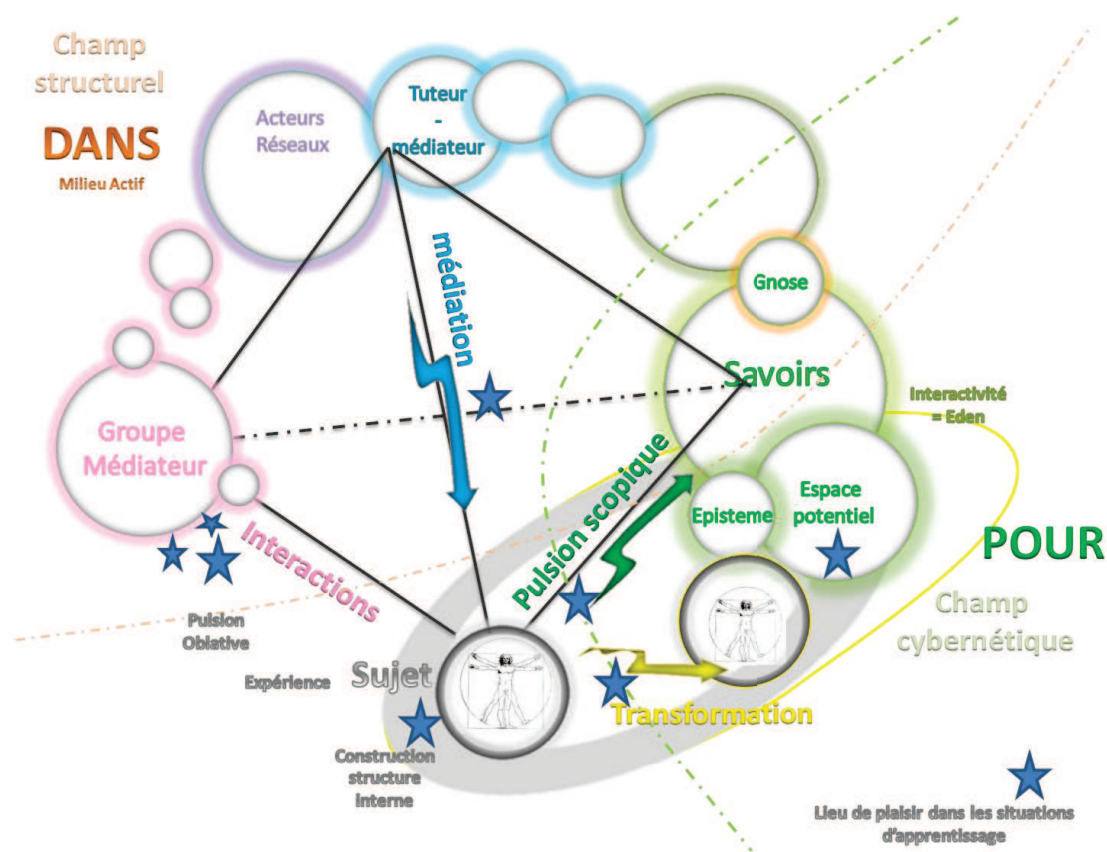 Champ
structurel
DANS
Milieu Actif
Acteurs
Réseaux
Tuteur
-
médiateur
médiation
Gnose
Savoirs
Interactivité
= Eden
Groupe
Médiateur
Interactions
Pulsion scopique
Episteme
Espace
potentiel
POUR
Champ
cybernétique
Pulsion
Oblative
Expérience
Sujet
Transformation
Construction
structure
interne
Lieu de plaisir dans les situations
d'apprentissage